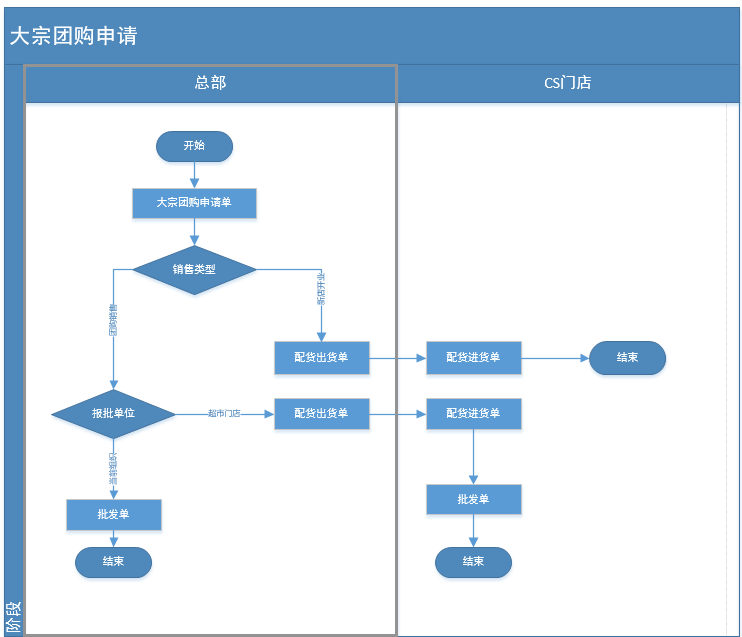 大宗团购申请
总部
CS门店
开始
大宗团购申请单
销售类型
新店开业
团购销售
配货出货单
配货进货单
结束
报批单位
超市门店
配货出货单
配货进货单
当前组织
批发单
批发单
结束
结束
阶段